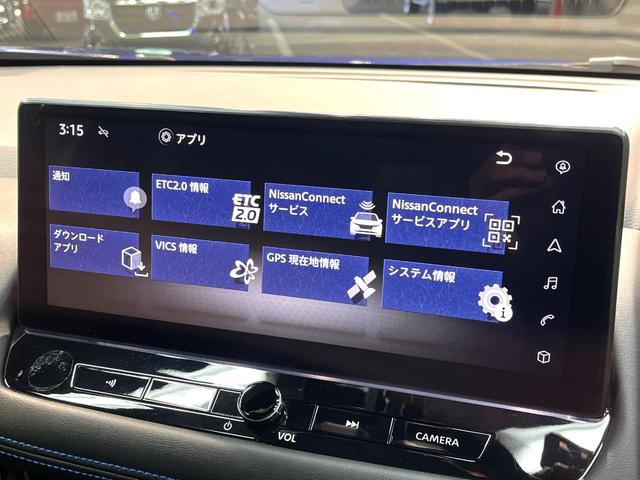 3:15
アプリ
通知
ETC2.0 情報
ETC
2.0
NissanConnect
サービス
NissanConnect
サービスアプリ
ダウンロード
アプリ
VICS 情報
GPS 現在地情報
システム情報
VOL
CAMERA